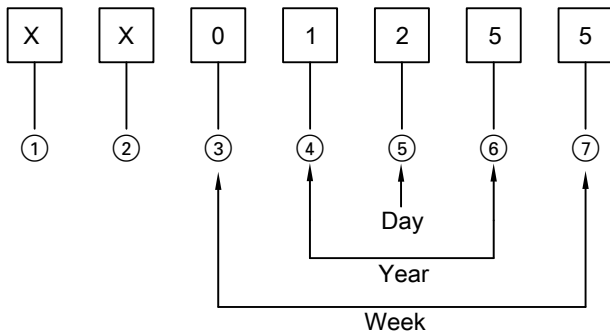 X X 0 1 2 5 5
① ② ③ ④ ⑤ ⑥ ⑦
Day
Year
Week